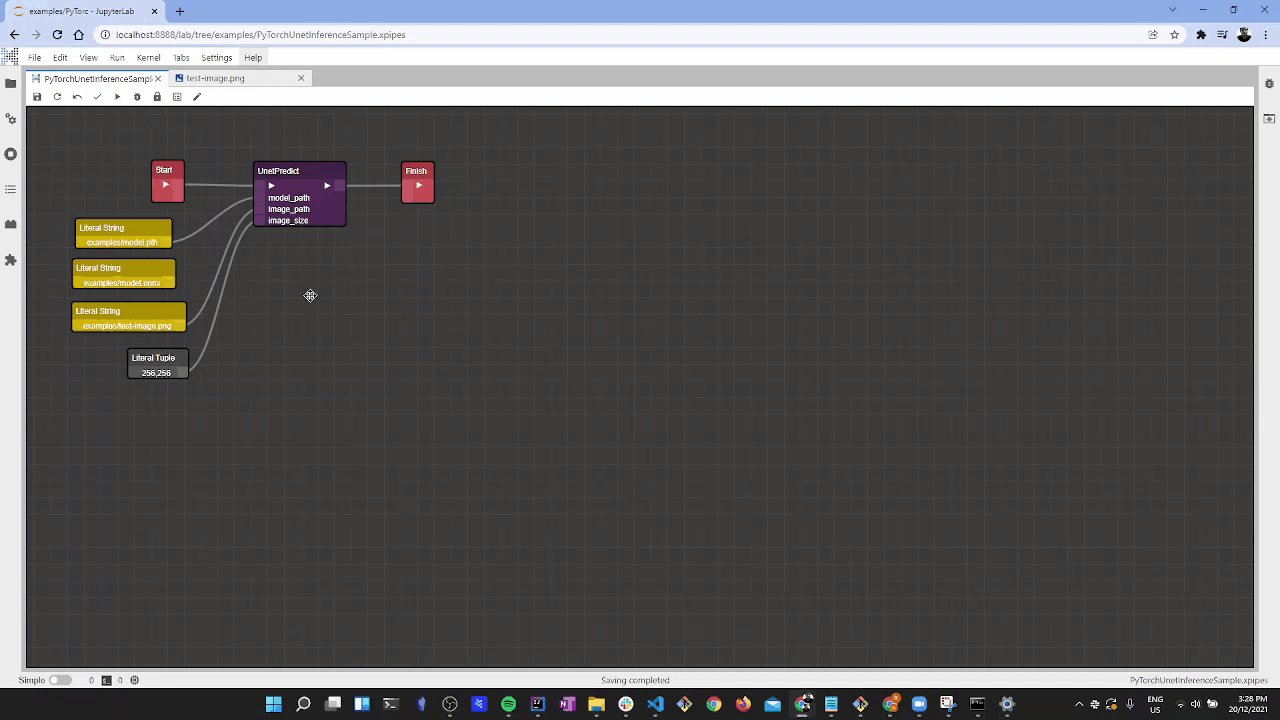 examples/PyTorc - JupyterLab
localhost:8888/lab/tree/examples/PyTorchUnetInferenceSample.xpipes
File Edit View Run Kernel Tabs Settings Help
PyTorchUnetInferenceSampl
test-image.png
Start
UnetPredict
model_path
image_path
image_size
Finish
Literal String
examples/model.pth
Literal String
examples/model.onnx
Literal String
examples/test-image.png
Literal Tuple
256,256
Simple 0 0 Saving completed PyTorchUnetInferenceSample.xpipes
ENG
US
3:28 PM
20/12/2021